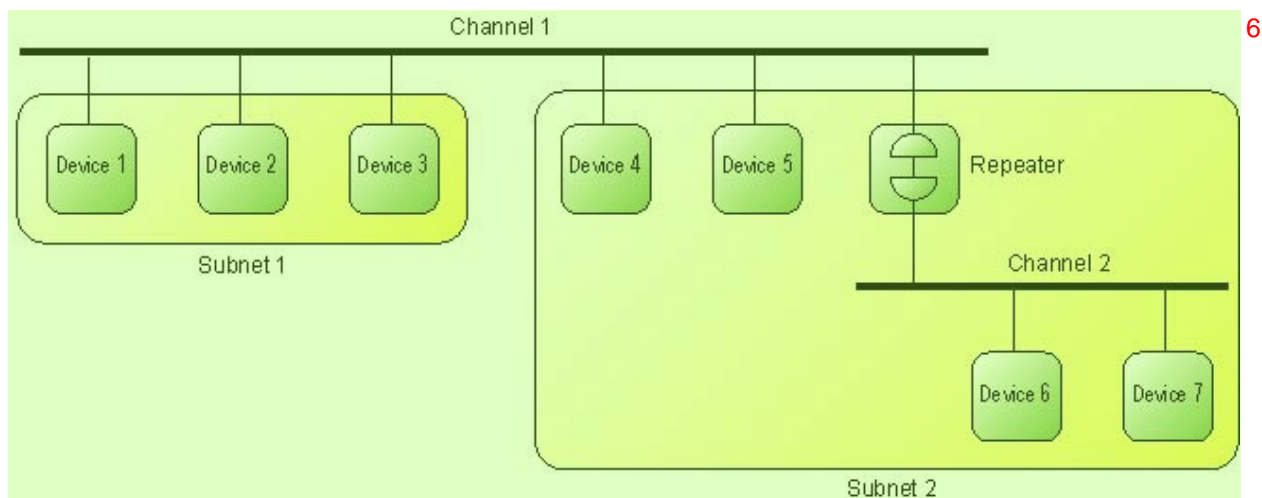 Channel 1
6
Device 1
Device 2
Device 3
Device 4
Device 5
Repeater
Subnet 1
Channel 2
Device 6
Device 7
Subnet 2